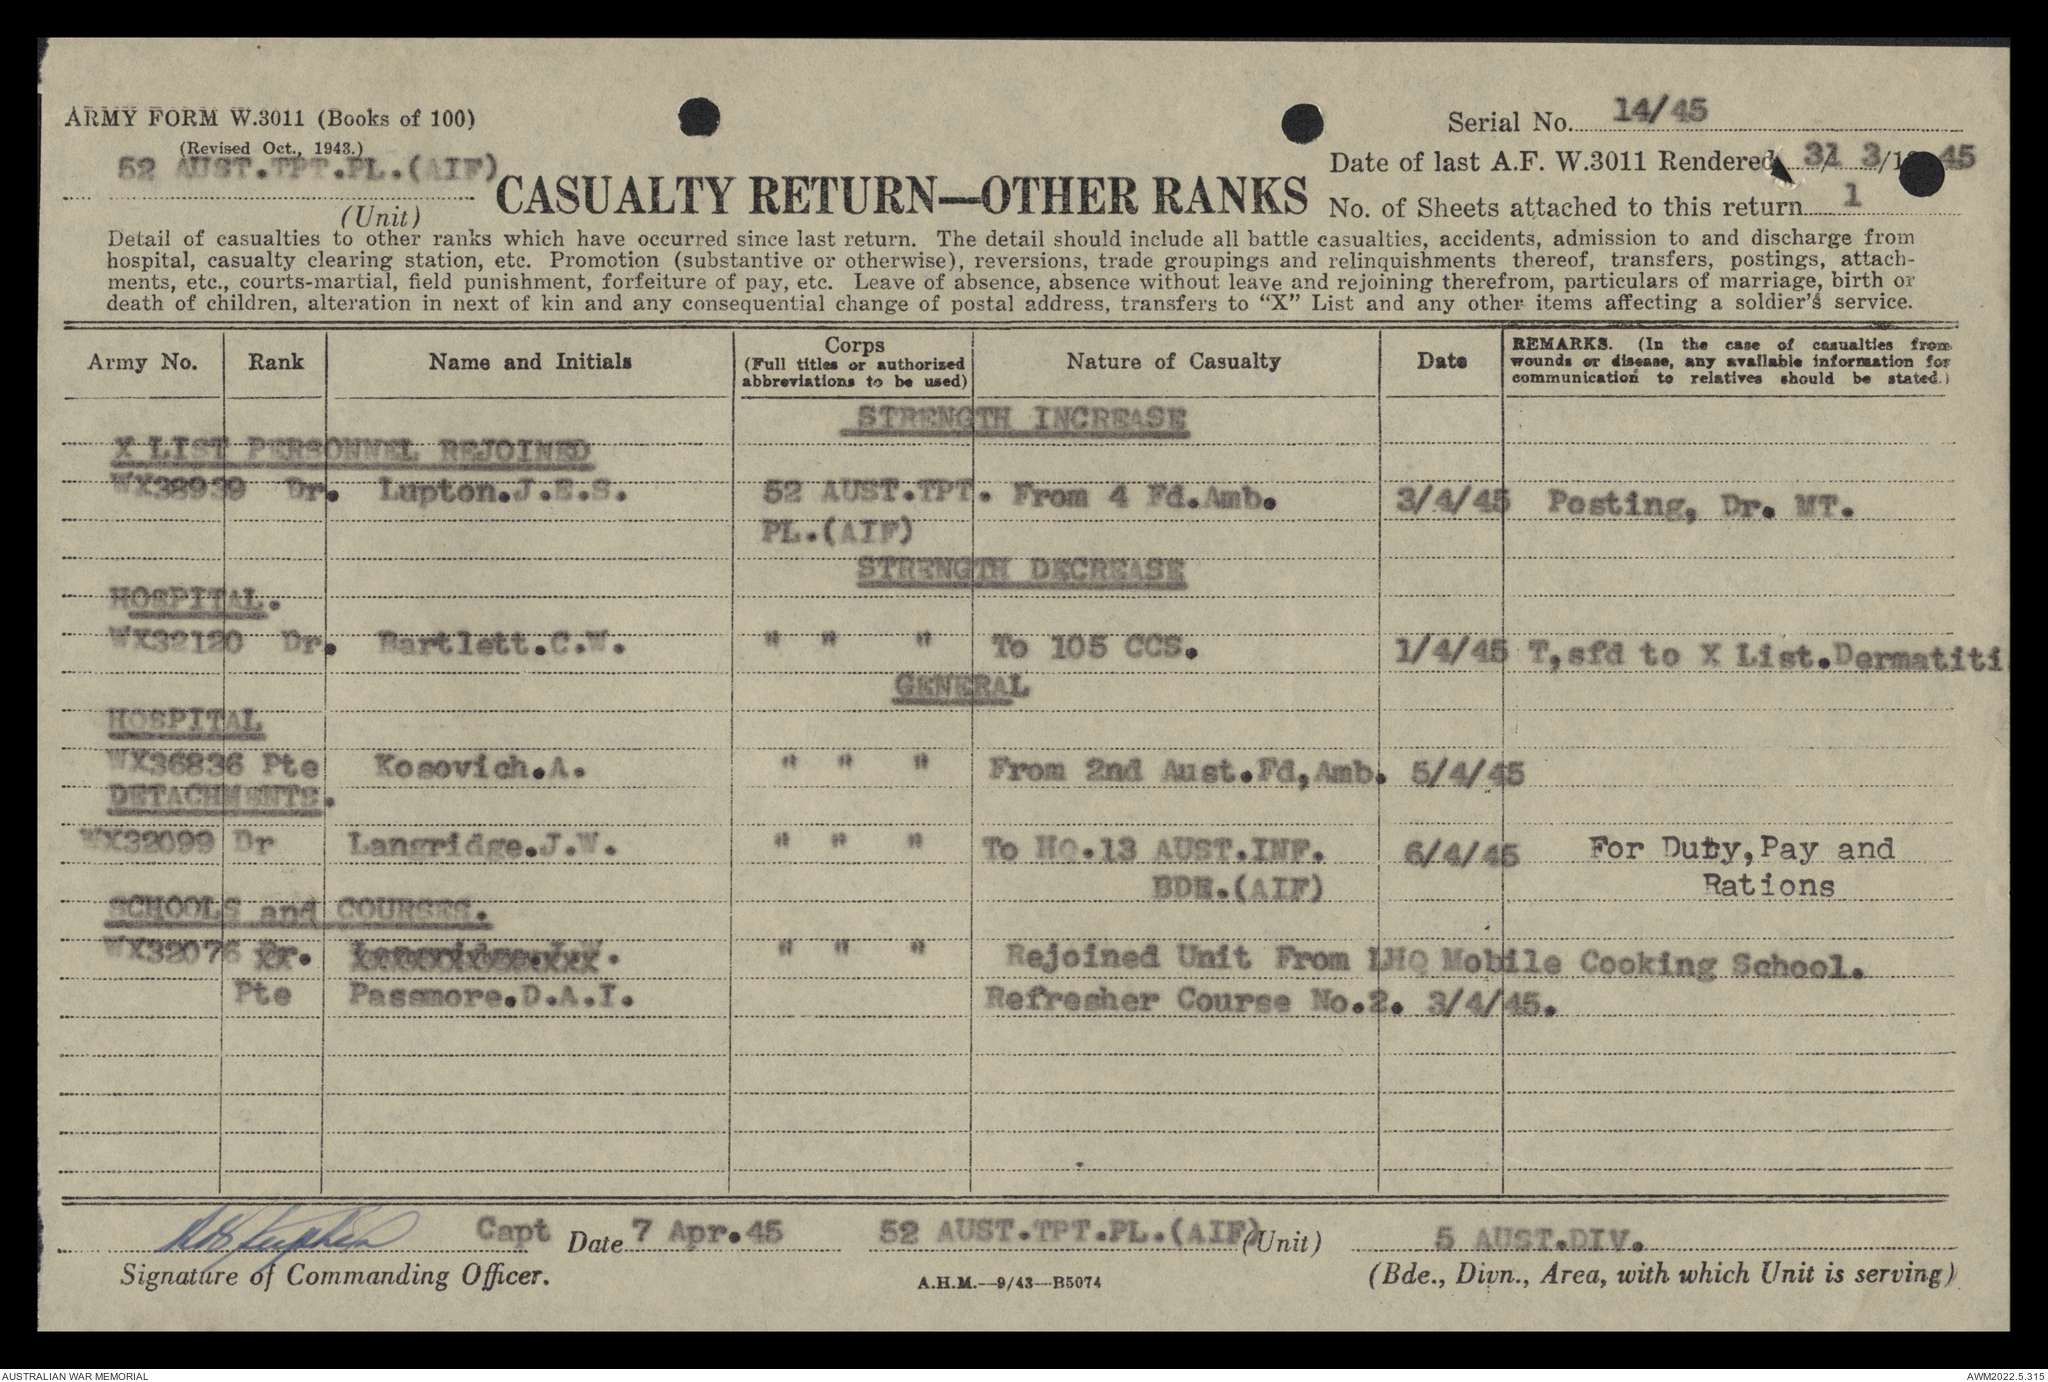 ARMY FORM W.3011 (Books of 100)
(Revised Oct., 1943.)
52 AUST.TPT.PL.(AIF)
(Unit)
CASUALTY RETURN—OTHER RANKS
Serial No. 14/45
Date of last A.F. W.3011 Rendered 31/3/1945
No. of Sheets attached to this return 1
Detail of casualties to other ranks which have occurred since last return. The detail should include all battle casualties, accidents, admission to and discharge from
hospital, casualty clearing station, etc. Promotion (substantive or otherwise), reversions, trade groupings and relinquishments thereof, transfers, postings, attach-
ments, etc., courts-martial, field punishment, forfeiture of pay, etc. Leave of absence, absence without leave and rejoining therefrom, particulars of marriage, birth or
death of children, alteration in next of kin and any consequential change of postal address, transfers to "X" List and any other items affecting a soldier's service.
Army No. Rank Name and Initials Corps Nature of Casualty Date REMARKS. (In the case of casualties from
(Full titles or authorized wounds or disease, any available information for
abbreviations to be used) communication to relatives should be stated.)
STRENGTH INCREASE
X LIST PERSONNEL REJOINED
WX38939 Dr. Lupton.J.E.S. 52 AUST.TPT. From 4 Fd.Amb. 3/4/45 Posting, Dr. MT.
PL.(AIF)
STRENGTH DECREASE
HOSPITAL.
WX32120 Dr. Bartlett.C.W. " " " To 105 CCS. 1/4/45 T,sfd to X List.Dermatiti
GENERAL
HOSPITAL
WX36836 Pte Kosovich.A. " " " From 2nd Aust.Fd,Amb. 5/4/45
DETACHMENTS.
WX32099 Dr Langridge.J.W. " " " To HQ.13 AUST.INF. 6/4/45 For Duty,Pay and
BDE.(AIF) Rations
SCHOOLS and COURSES.
WX32076 Dr. Langridge.J.W. " " " Rejoined Unit From LHQ Mobile Cooking School.
Pte Passmore.D.A.I. Refresher Course No.2. 3/4/45.
Capt Date 7 Apr.45 52 AUST.TPT.PL.(AIF) (Unit) 5 AUST.DIV.
Signature of Commanding Officer. A.H.M.—9/43—B5074 (Bde., Divn., Area, with which Unit is serving)
AUSTRALIAN WAR MEMORIAL AWM2022.5.315